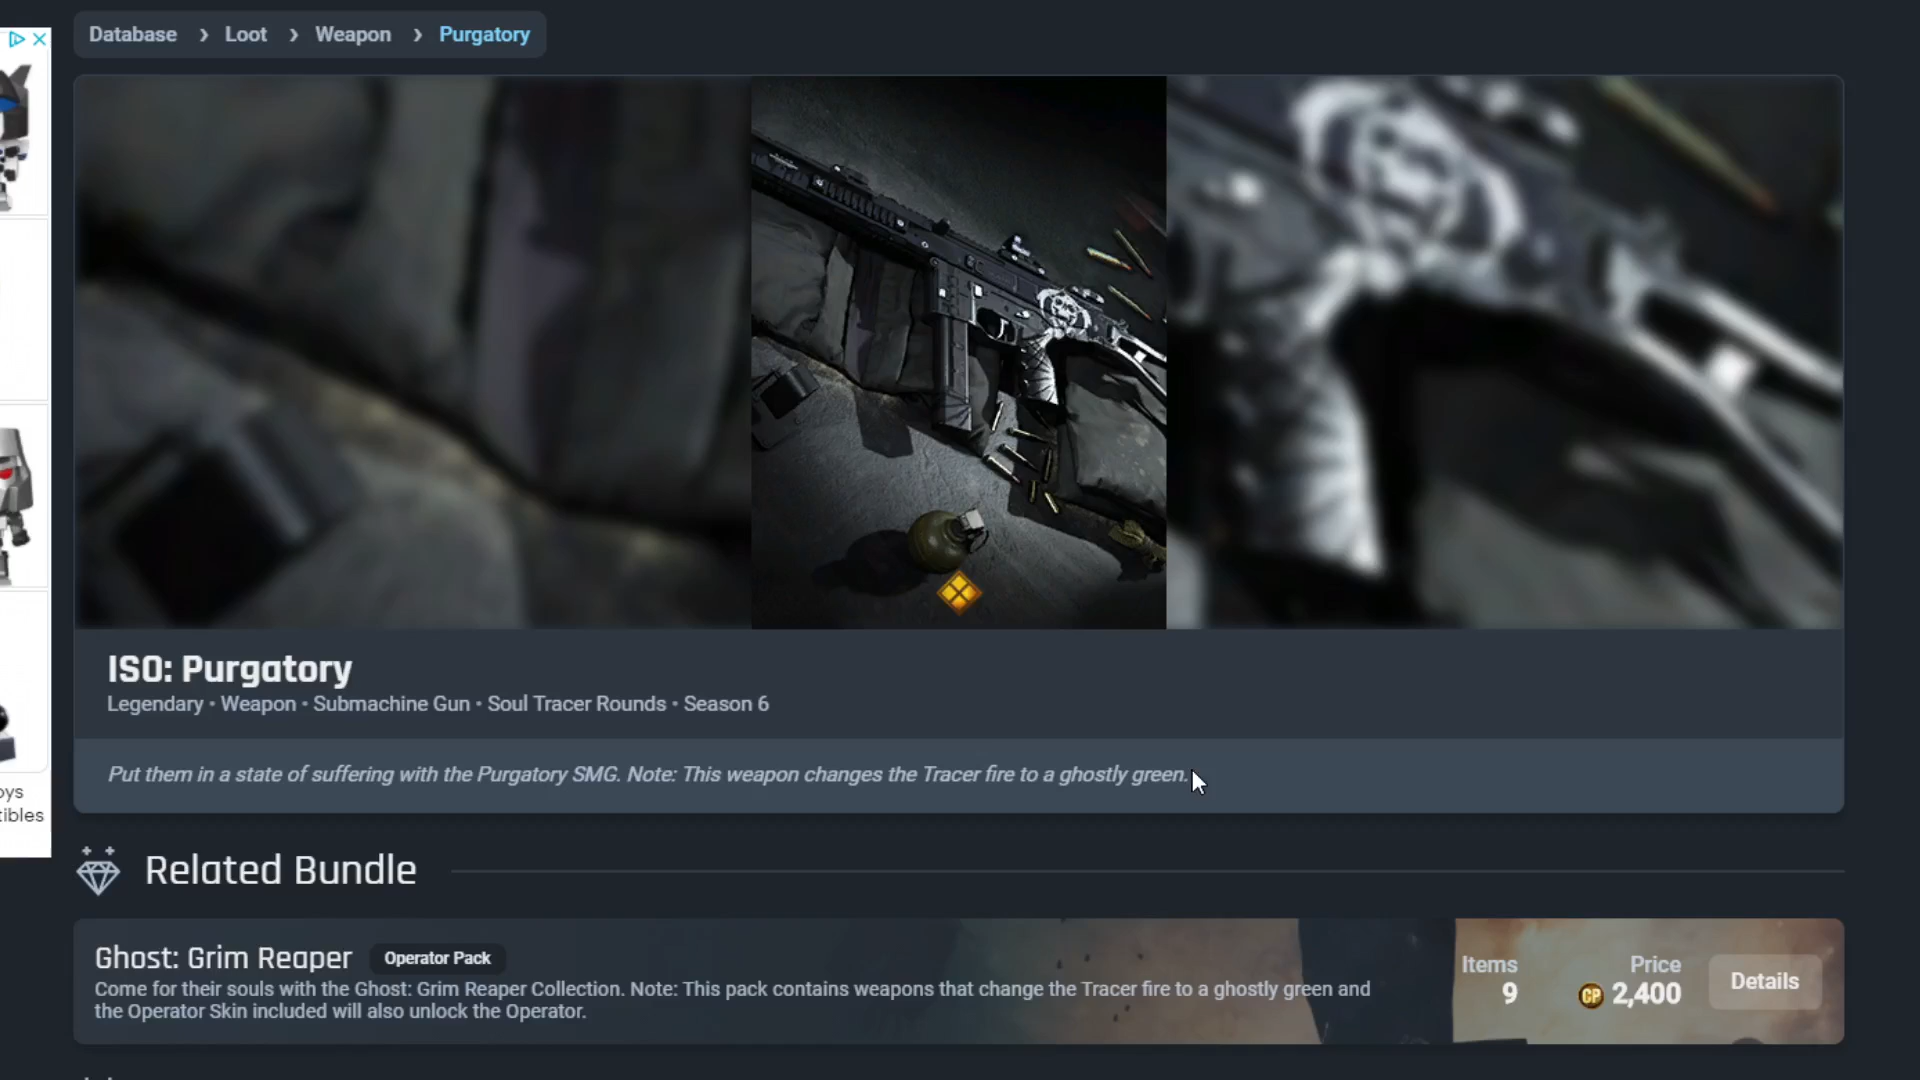 Database › Loot › Weapon › Purgatory
ISO: Purgatory
Legendary • Weapon • Submachine Gun • Soul Tracer Rounds • Season 6
Put them in a state of suffering with the Purgatory SMG. Note: This weapon changes the Tracer fire to a ghostly green.
oys
tibles
Related Bundle
Ghost: Grim Reaper Operator Pack
Come for their souls with the Ghost: Grim Reaper Collection. Note: This pack contains weapons that change the Tracer fire to a ghostly green and
the Operator Skin included will also unlock the Operator.
Items
9
Price
CP 2,400
Details